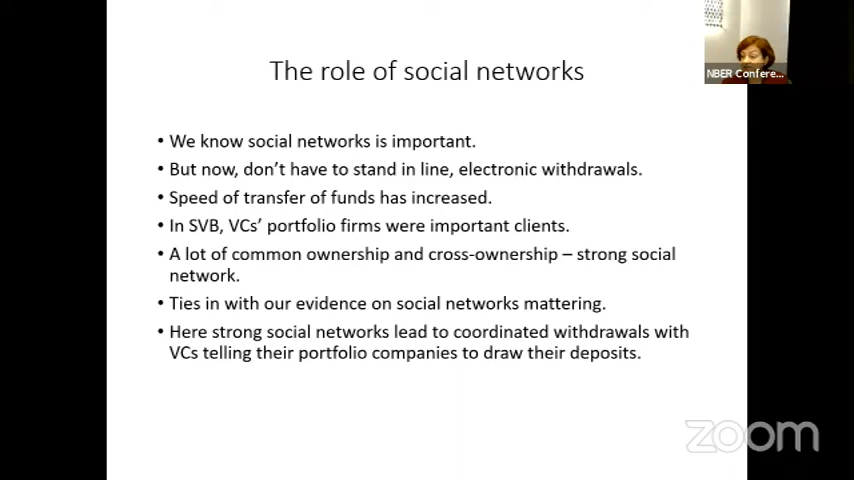 The role of social networks
NBER Confere...
• We know social networks is important.
• But now, don't have to stand in line, electronic withdrawals.
• Speed of transfer of funds has increased.
• In SVB, VCs' portfolio firms were important clients.
• A lot of common ownership and cross-ownership – strong social
network.
• Ties in with our evidence on social networks mattering.
• Here strong social networks lead to coordinated withdrawals with
VCs telling their portfolio companies to draw their deposits.
zoom